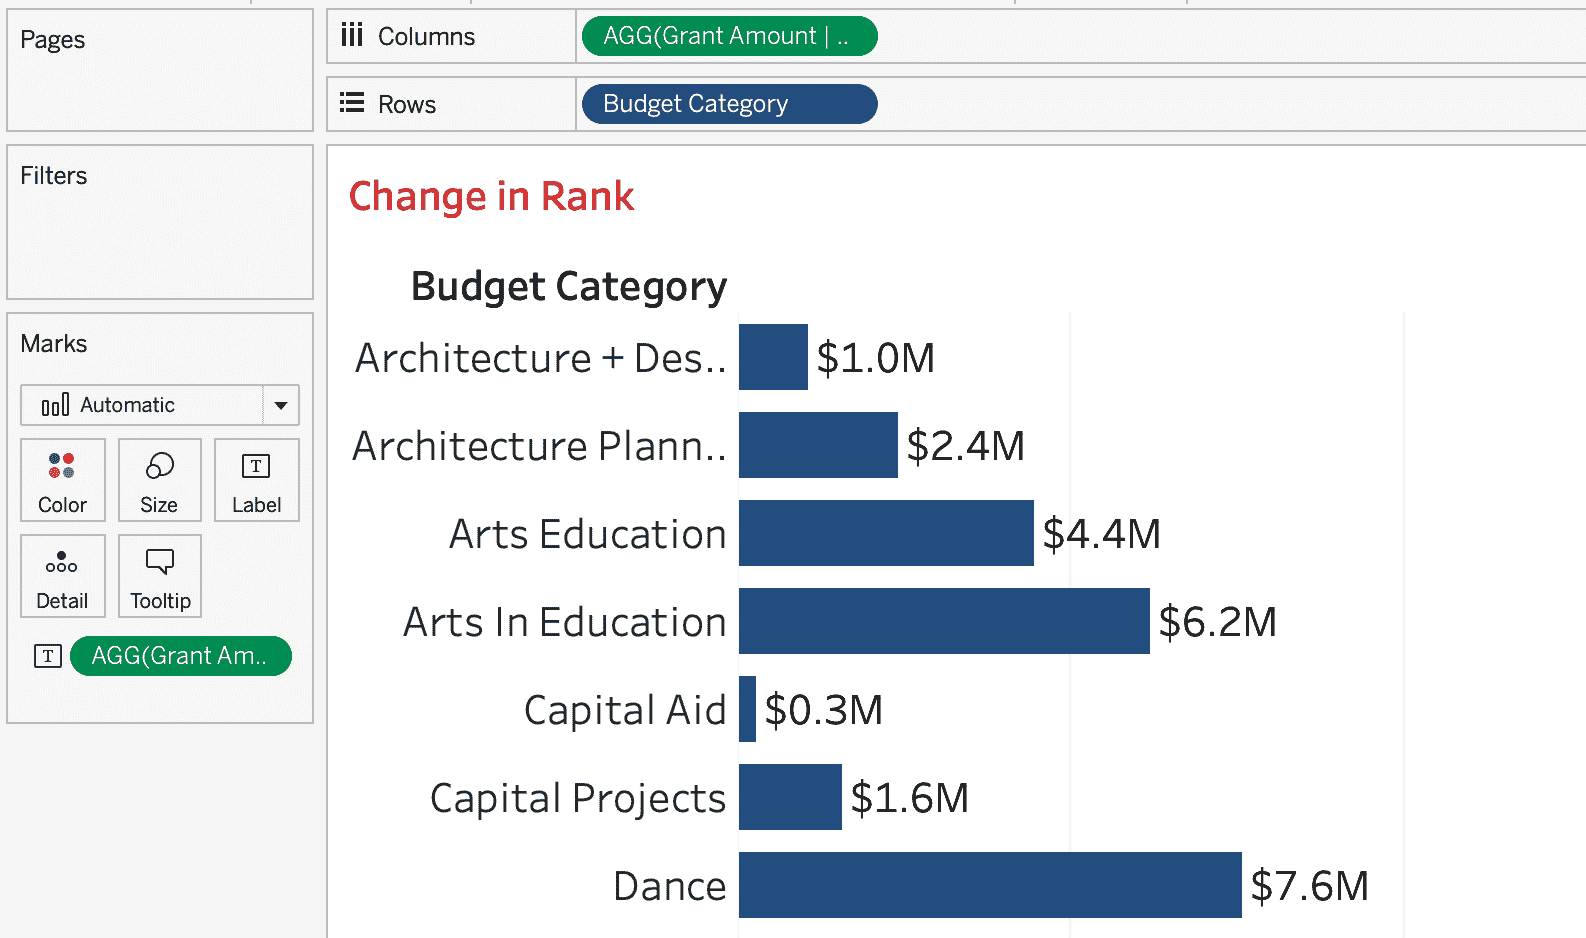 Pages
Columns
AGG(Grant Amount | ..
Rows
Budget Category
Filters
Marks
Automatic
Color
Size
T
Label
Detail
Tooltip
T
AGG(Grant Am..
Change in Rank
Budget Category
Architecture + Des.. $1.0M
Architecture Plann.. $2.4M
Arts Education $4.4M
Arts In Education $6.2M
Capital Aid $0.3M
Capital Projects $1.6M
Dance $7.6M